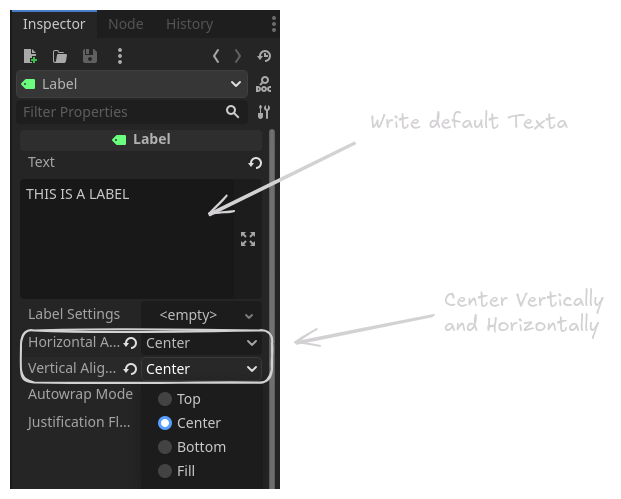 Inspector Node History
Label
DOC
Filter Properties
Write default Texta
Label
Text
THIS IS A LABEL
Label Settings <empty>
Center Vertically
and Horizontally
Horizontal A... Center
Vertical Alig... Center
Autowrap Mode
Top
Justification Fl...
Center
Bottom
Fill